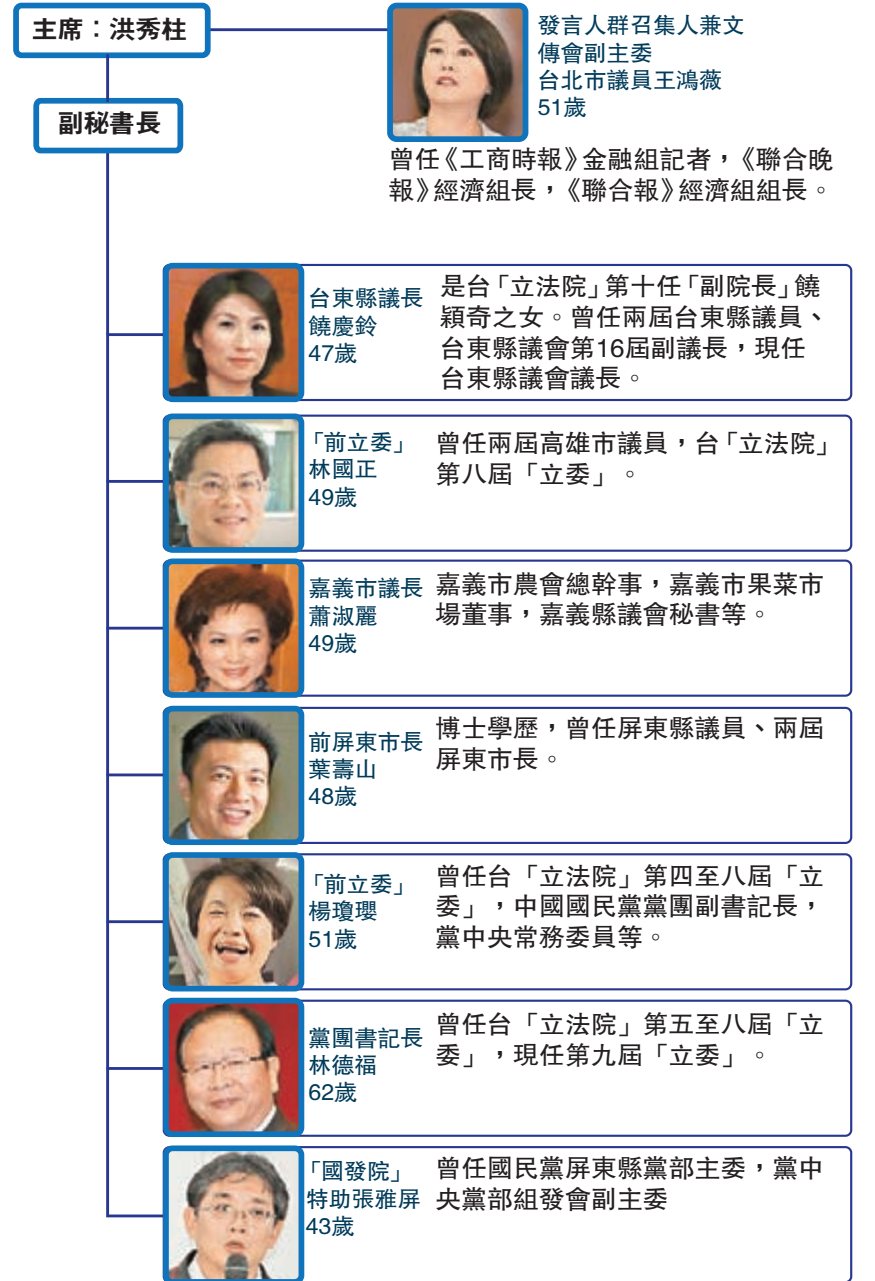 主席：洪秀柱
發言人群召集人兼文
傳會副主委
台北市議員王鴻薇
51歲
副秘書長
曾任《工商時報》金融組記者，《聯合晚
報》經濟組長，《聯合報》經濟組組長。
台東縣議長
饒慶鈴
47歲
是台「立法院」第十任「副院長」饒
穎奇之女。曾任兩屆台東縣議員、
台東縣議會第16屆副議長，現任
台東縣議會議長。
「前立委」
林國正
49歲
曾任兩屆高雄市議員，台「立法院」
第八屆「立委」。
嘉義市議長
蕭淑麗
49歲
嘉義市農會總幹事，嘉義市果菜市
場董事，嘉義縣議會秘書等。
前屏東市長
葉壽山
48歲
博士學歷，曾任屏東縣議員、兩屆
屏東市長。
「前立委」
楊瓊瓔
51歲
曾任台「立法院」第四至八屆「立
委」，中國國民黨黨團副書記長，
黨中央常務委員等。
黨團書記長
林德福
62歲
曾任台「立法院」第五至八屆「立
委」，現任第九屆「立委」。
「國發院」
特助張雅屏
43歲
曾任國民黨屏東縣黨部主委，黨中
央黨部組發會副主委